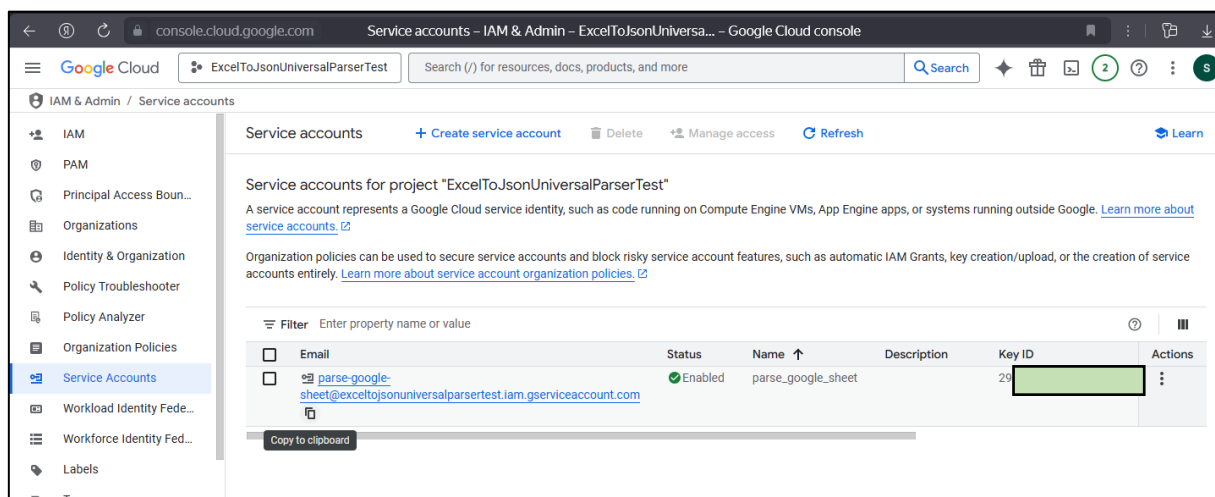 console.cloud.google.com Service accounts – IAM & Admin – ExcelToJsonUniversa... – Google Cloud console
Google Cloud ExcelToJsonUniversalParserTest Search (/) for resources, docs, products, and more Search 2 S
IAM & Admin / Service accounts
IAM
PAM
Principal Access Boun...
Organizations
Identity & Organization
Policy Troubleshooter
Policy Analyzer
Organization Policies
Service Accounts
Workload Identity Fede...
Workforce Identity Fed...
Labels
Service accounts + Create service account Delete Manage access Refresh Learn
Service accounts for project "ExcelToJsonUniversalParserTest"
A service account represents a Google Cloud service identity, such as code running on Compute Engine VMs, App Engine apps, or systems running outside Google. Learn more about
service accounts.
Organization policies can be used to secure service accounts and block risky service account features, such as automatic IAM Grants, key creation/upload, or the creation of service
accounts entirely. Learn more about service account organization policies.
Filter Enter property name or value
Email Status Name Description Key ID Actions
parse-google- Enabled parse_google_sheet 29
sheet@exceltojsonuniversalparsertest.iam.gserviceaccount.com
Copy to clipboard